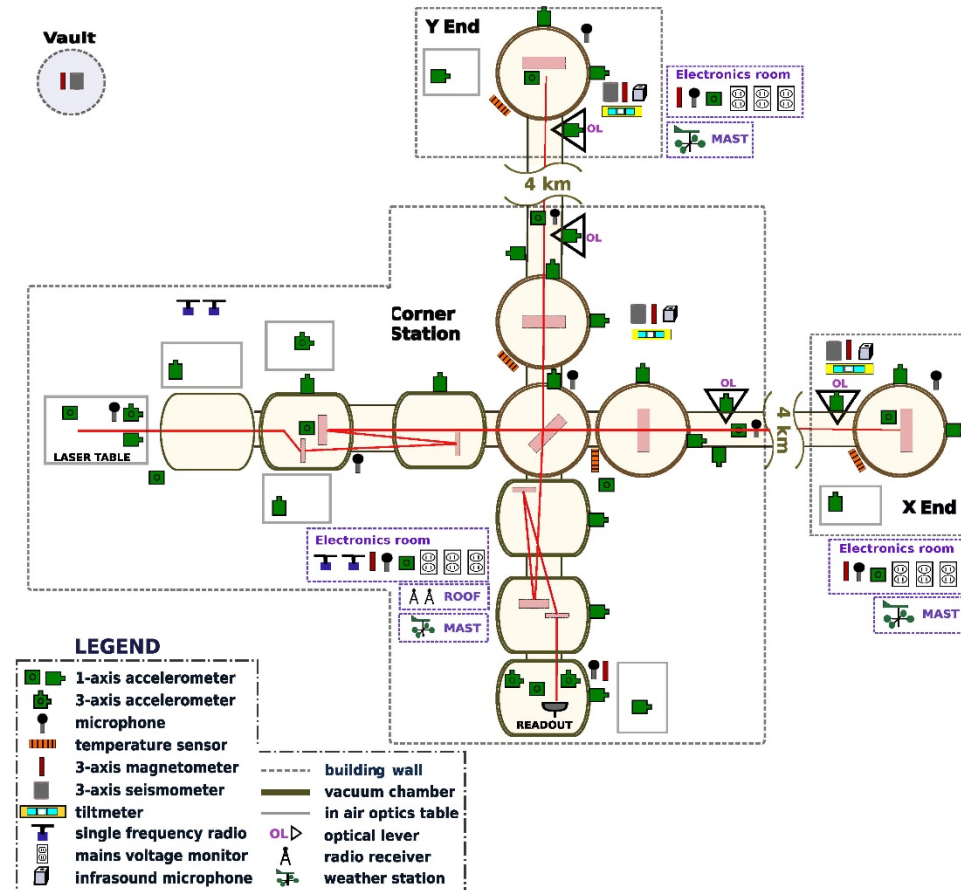 Vault
Y End
Electronics room
MAST
OL
4 km
OL
Corner
Station
OL
OL
4 km
LASER TABLE
X End
Electronics room
Electronics room
ROOF
MAST
MAST
READOUT
LEGEND
1-axis accelerometer
3-axis accelerometer
microphone
temperature sensor
3-axis magnetometer
3-axis seismometer
tiltmeter
single frequency radio
mains voltage monitor
infrasound microphone
building wall
vacuum chamber
in air optics table
OL optical lever
radio receiver
weather station